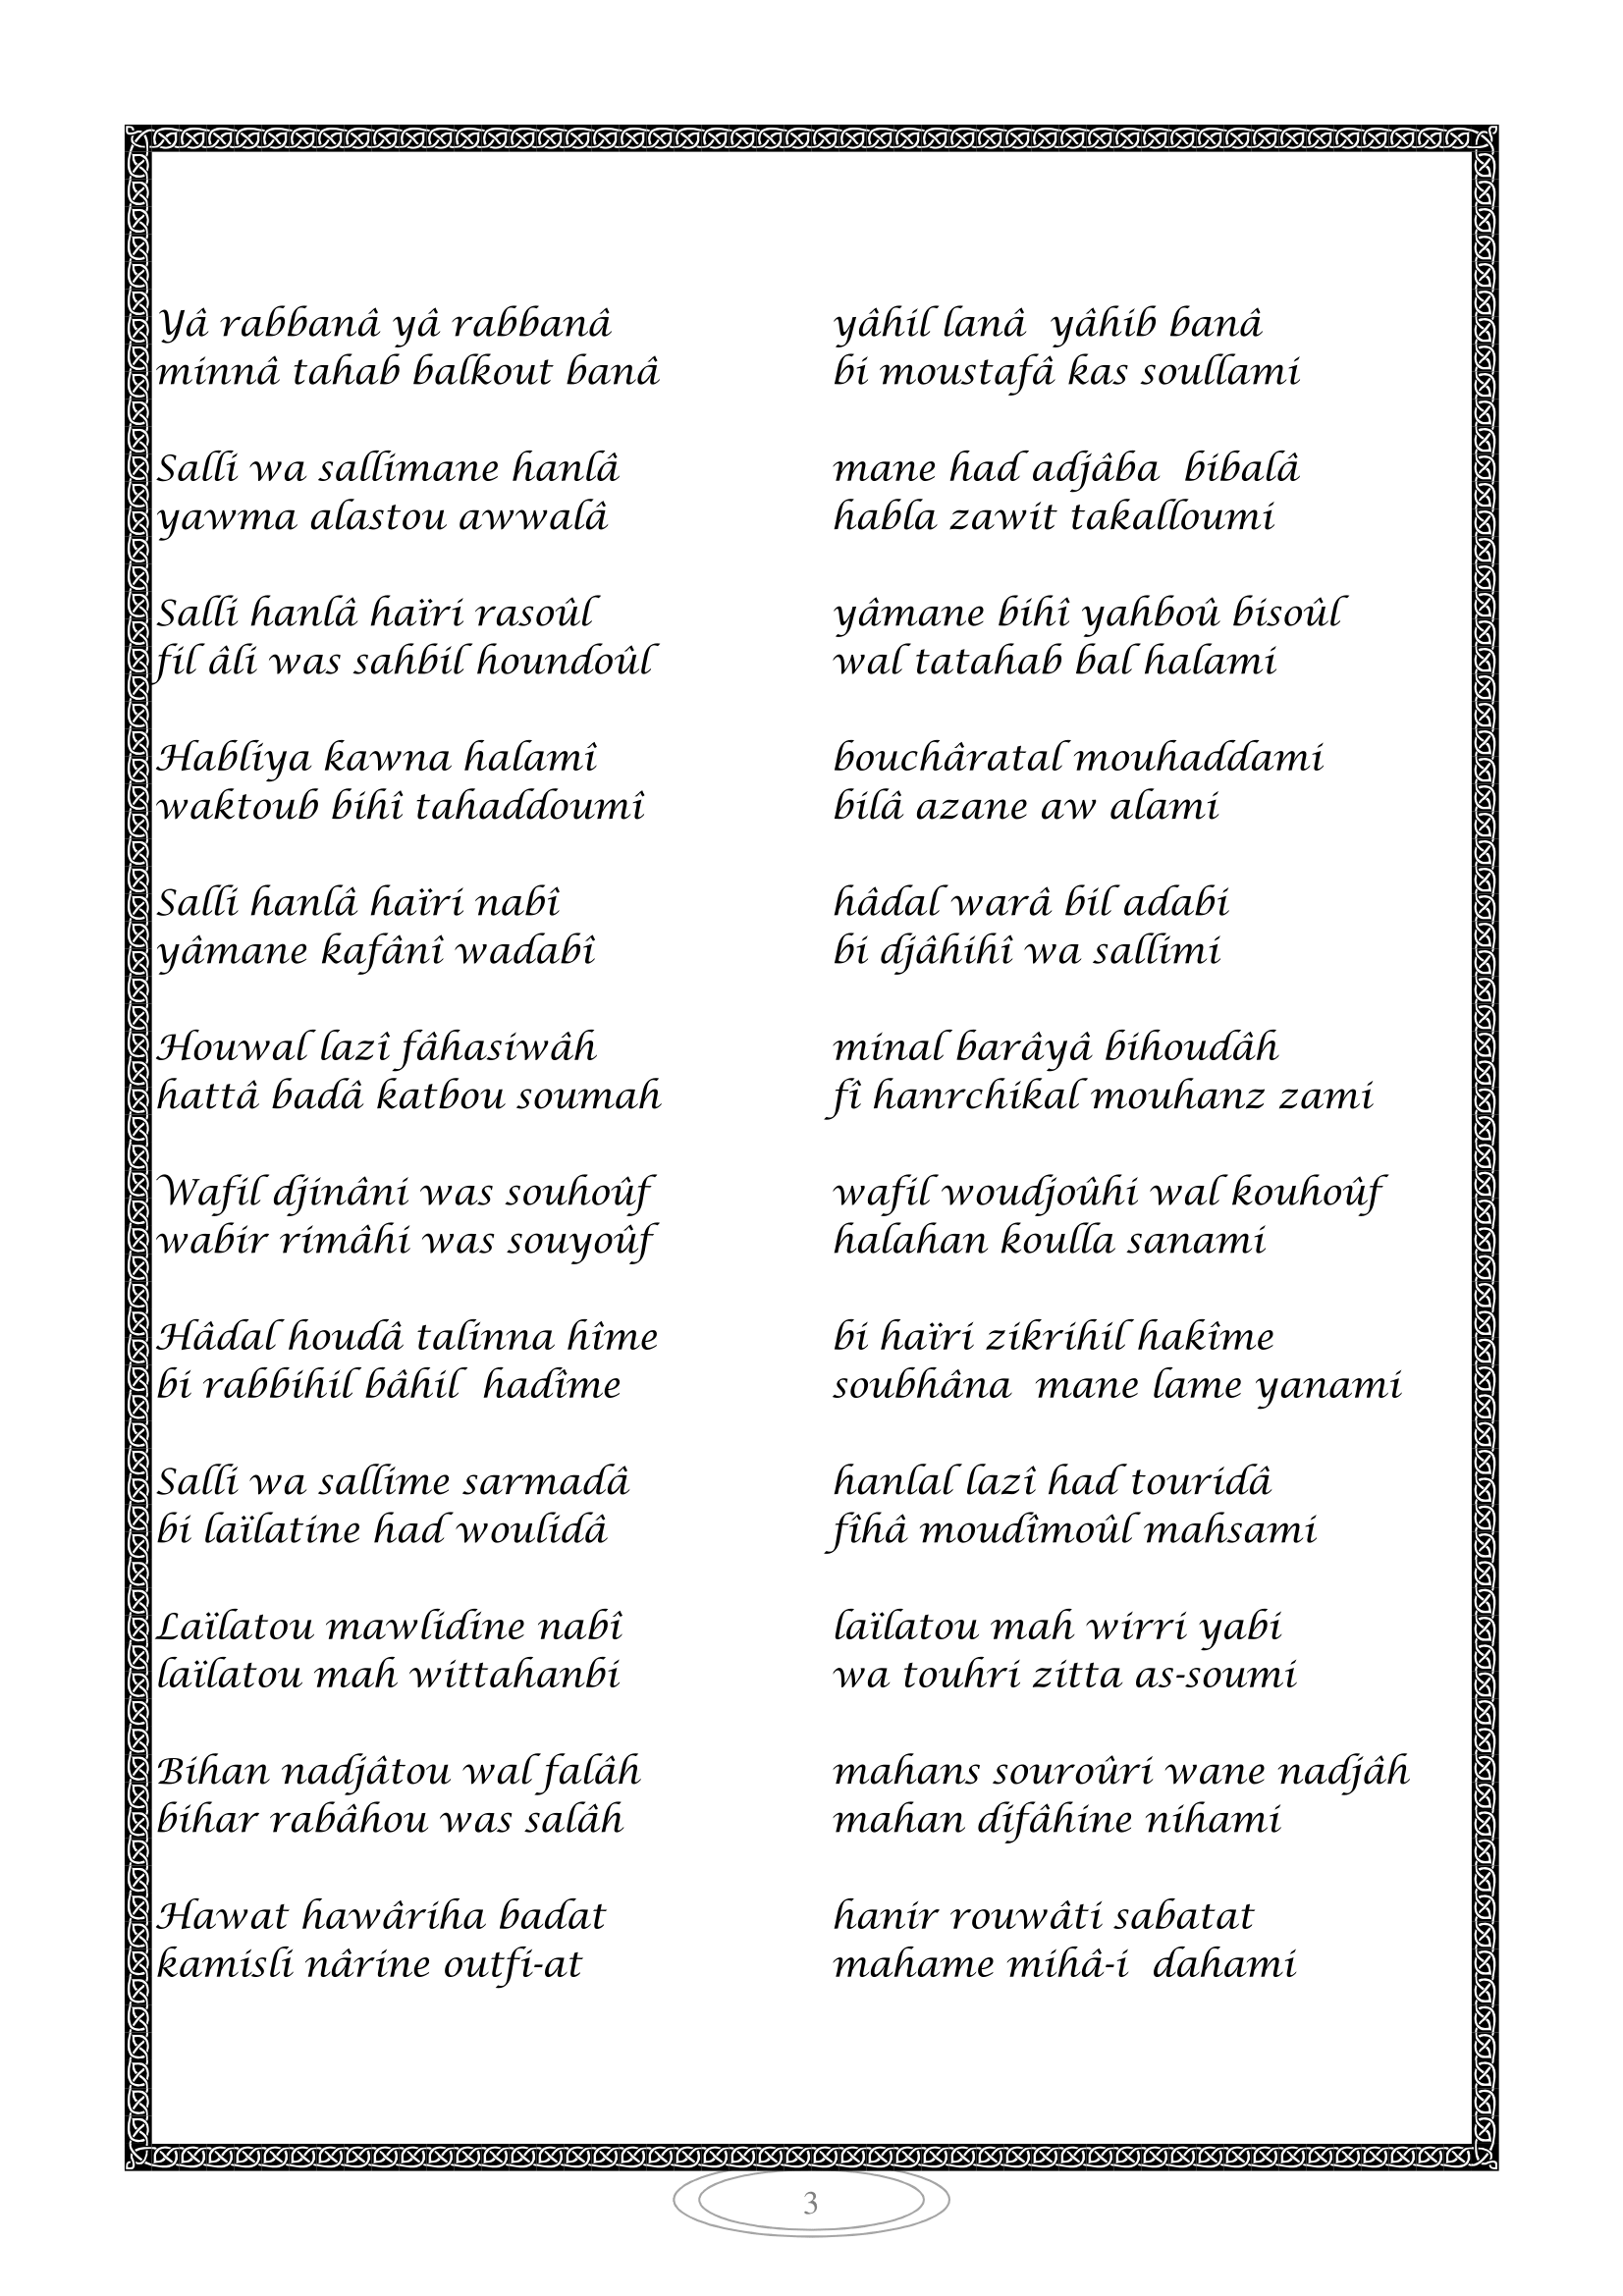 Yâ rabbanâ yâ rabbanâ yâhil lanâ yâhib banâ
minnâ tahab balkout banâ bi moustafâ kas soullami
Salli wa sallimane hanlâ mane had adjâba bibalâ
yawma alastou awwalâ habla zawit takalloumi
Salli hanlâ haïri rasoûl yâmane bihî yahboû bisoûl
fil âli was sahbil houndoûl wal tatahab bal halami
Habliya kawna halamî bouchâratal mouhaddami
waktoub bihî tahaddoumî bilâ azane aw alami
Salli hanlâ haïri nabî hâdal warâ bil adabi
yâmane kafânî wadabî bi djâhihî wa sallimi
Houwal lazî fâhasiwâh minal barâyâ bihoudâh
hattâ badâ katbou soumah fî hanrchikal mouhanz zami
Wafil djinâni was souhoûf wafil woudjoûhi wal kouhoûf
wabir rimâhi was souyoûf halahan koulla sanami
Hâdal houdâ talinna hîme bi haïri zikrihil hakîme
bi rabbihil bâhil hadîme soubhâna mane lame yanami
Salli wa sallime sarmadâ hanlal lazî had touridâ
bi laïlatine had woulidâ fîhâ moudîmoûl mahsami
Laïlatou mawlidine nabî laïlatou mah wirri yabi
laïlatou mah wittahanbi wa touhri zitta as-soumi
Bihan nadjâtou wal falâh mahans souroûri wane nadjâh
bihar rabâhou was salâh mahan difâhine nihami
Hawat hawâriha badat hanir rouwâti sabatat
kamisli nârine outfi-at mahame mihâ-i dahami
3